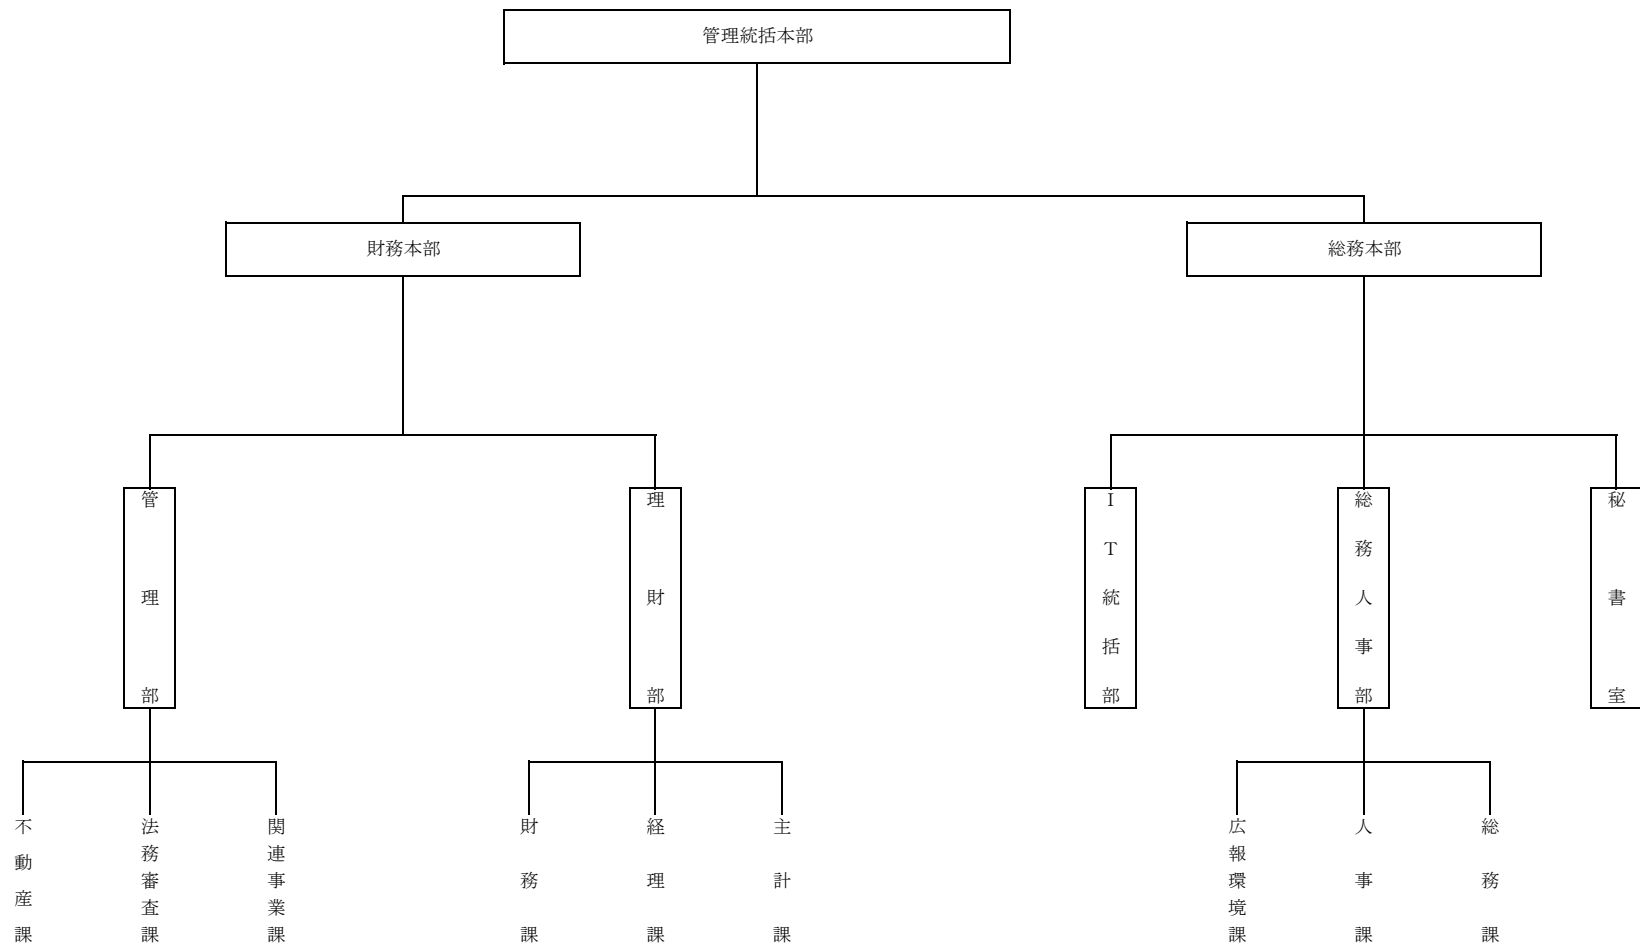 管理統括本部
財務本部
総務本部
管理部
理財部
IT統括部
総務人事部
秘書室
不動産課
法務審査課
関連事業課
財務課
経理課
主計課
広報環境課
人事課
総務課